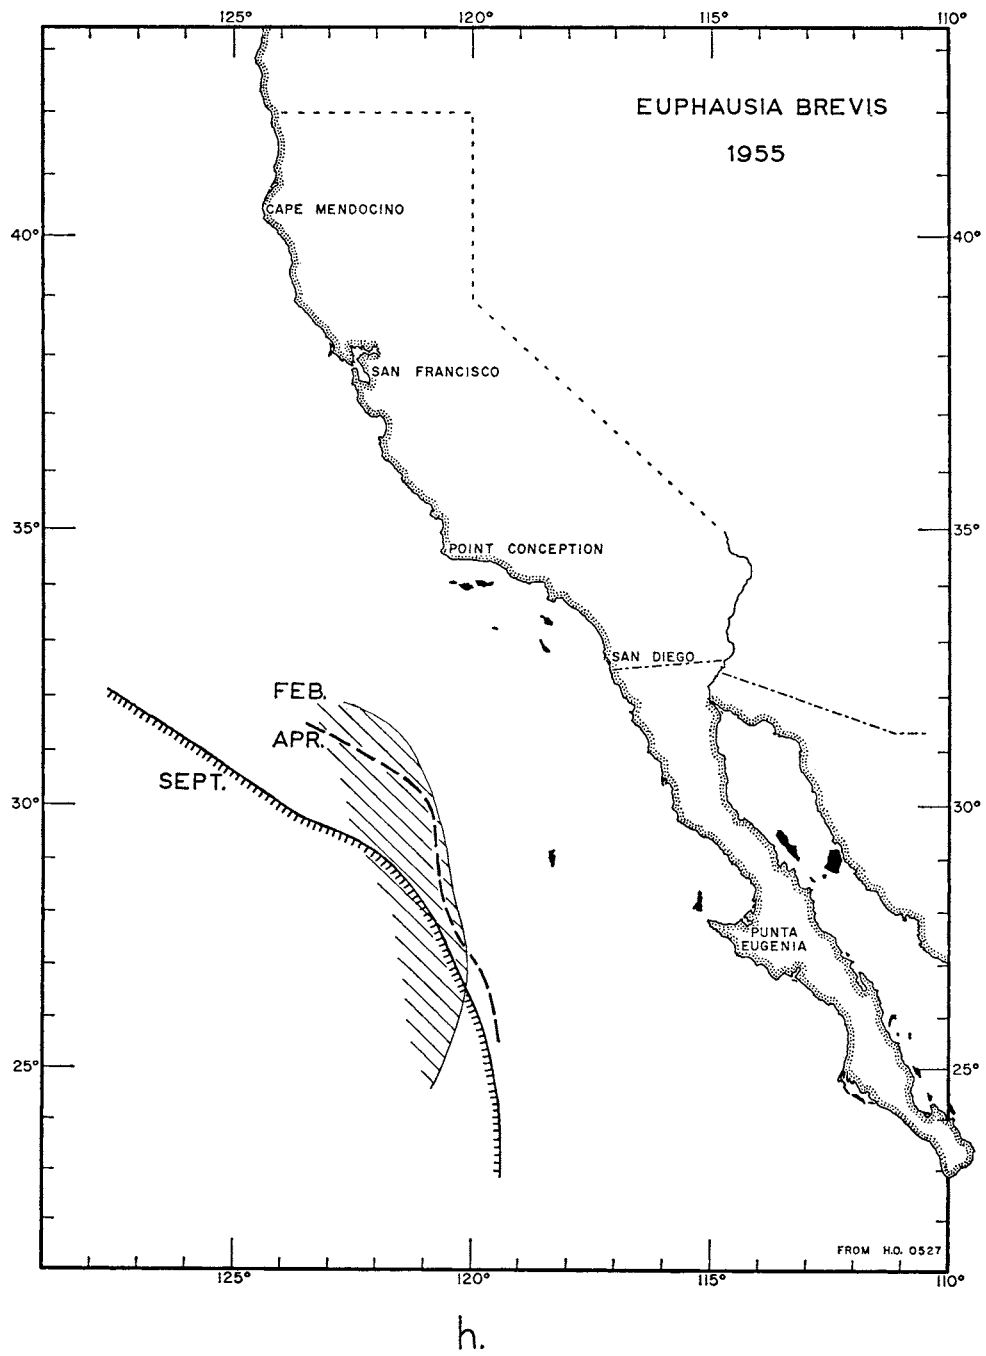 125° 120° 115° 110°
EUPHAUSIA BREVIS
1955
CAPE MENDOCINO
40° 40°
SAN FRANCISCO
35° 35°
POINT CONCEPTION
SAN DIEGO
FEB.
APR.
SEPT.
30° 30°
PUNTA
EUGENIA
25° 25°
FROM H.O. 0527
125° 120° 115° 110°
h.